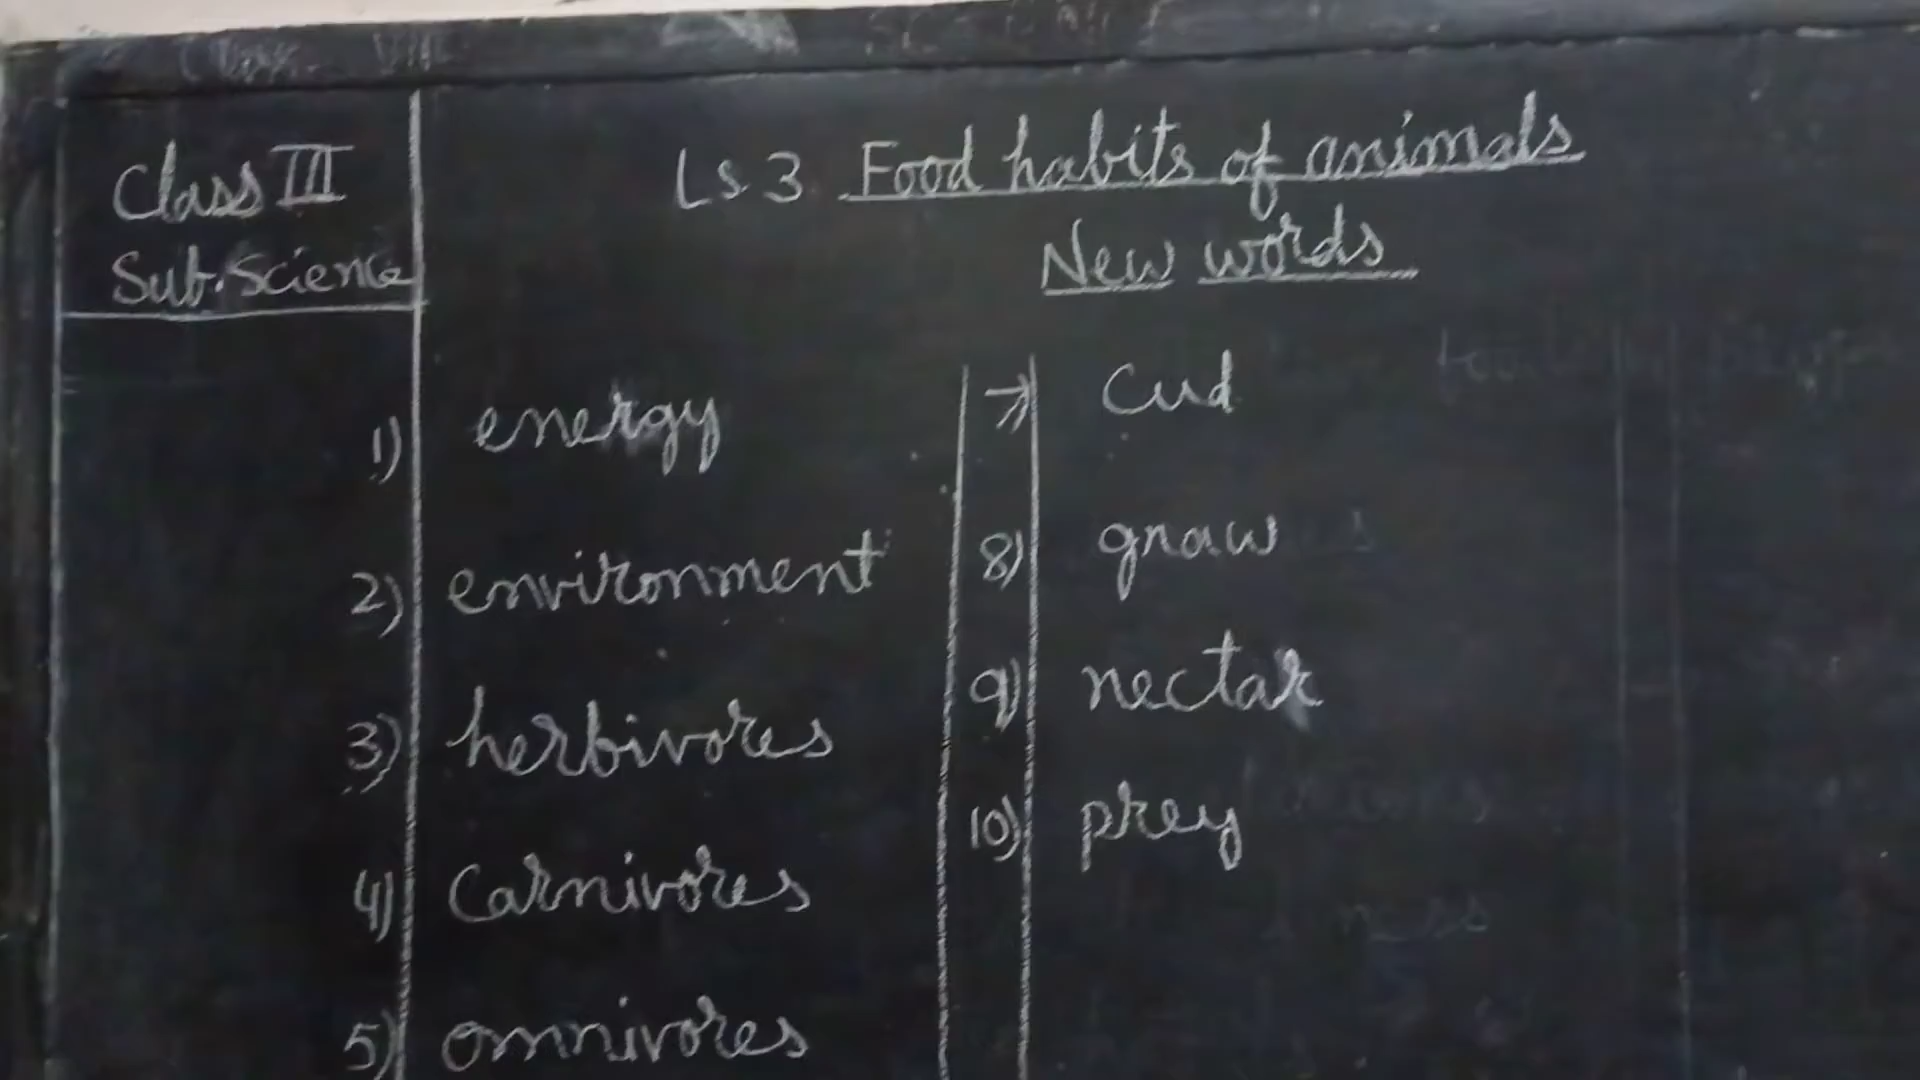 Class III
Sub. Science
Ls 3 Food habits of animals
New words
1) energy
2) environment
3) herbivores
4) Carnivores
5) omnivores
7) Cud
8) gnaw
9) nectar
10) prey